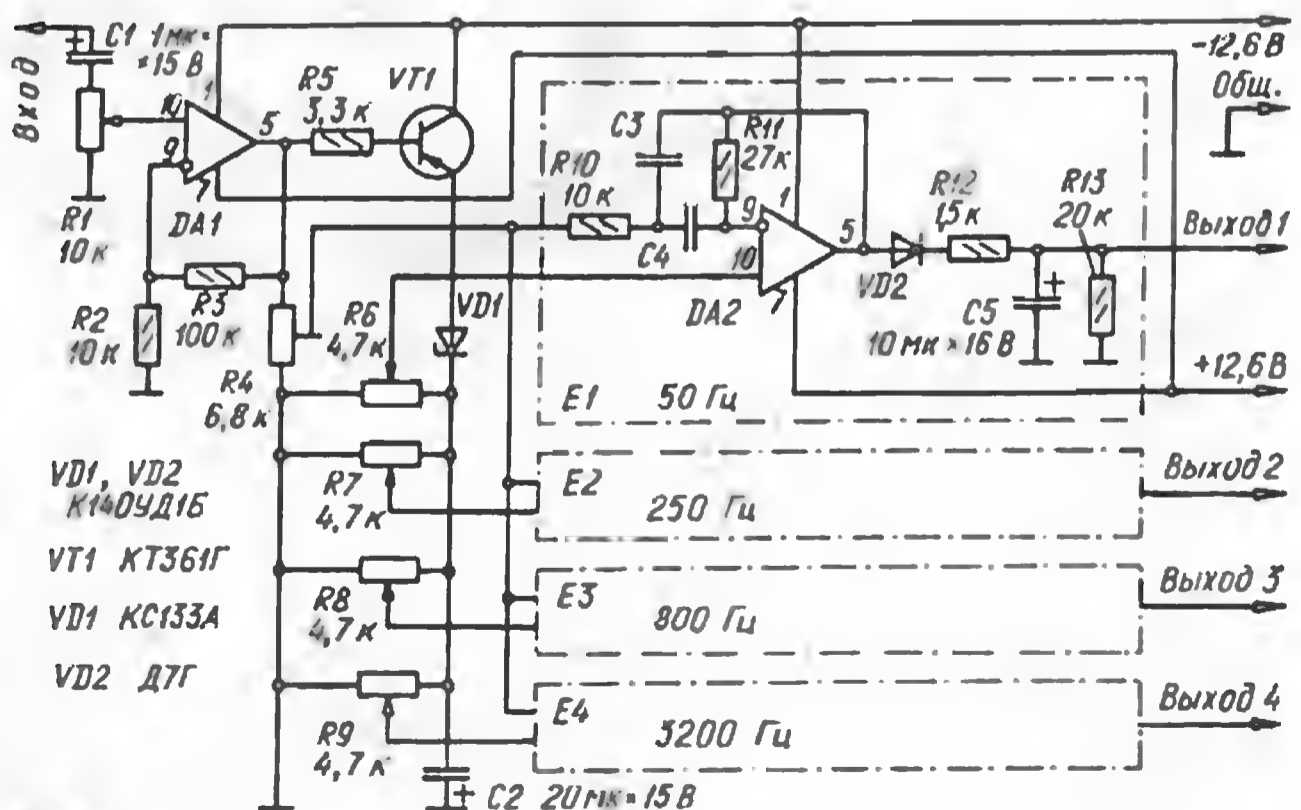 Вход
C1 1мк×
×15 В
1
10
9
7
5
DA1
R1
10 к
R2
10 к
R3
100 к
R5
3,3 к
VT1
R4
6,8 к
R6
4,7 к
VD1
R7
4,7 к
R8
4,7 к
R9
4,7 к
C2 20 мк×15 В
VD1, VD2
К140УД1Б
VT1 КТ361Г
VD1 КС133А
VD2 Д7Г
C3
R11
27к
R10
10 к
C4
9
10
1
5
7
DA2
VD2
R12
1,5 к
C5
10 мк×16 В
R13
20 к
-12,6 В
Общ.
Выход 1
+12,6 В
E1 50 Гц
E2
250 Гц
Выход 2
E3
800 Гц
Выход 3
E4
3200 Гц
Выход 4